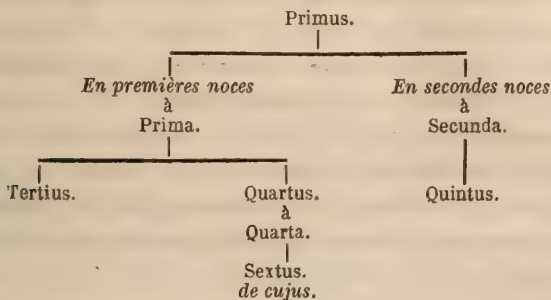 Primus.
En premières noces En secondes noces
à à
Prima. Secunda.
Tertius. Quartus. Quintus.
à
Quarta.
Sextus.
de cujus.